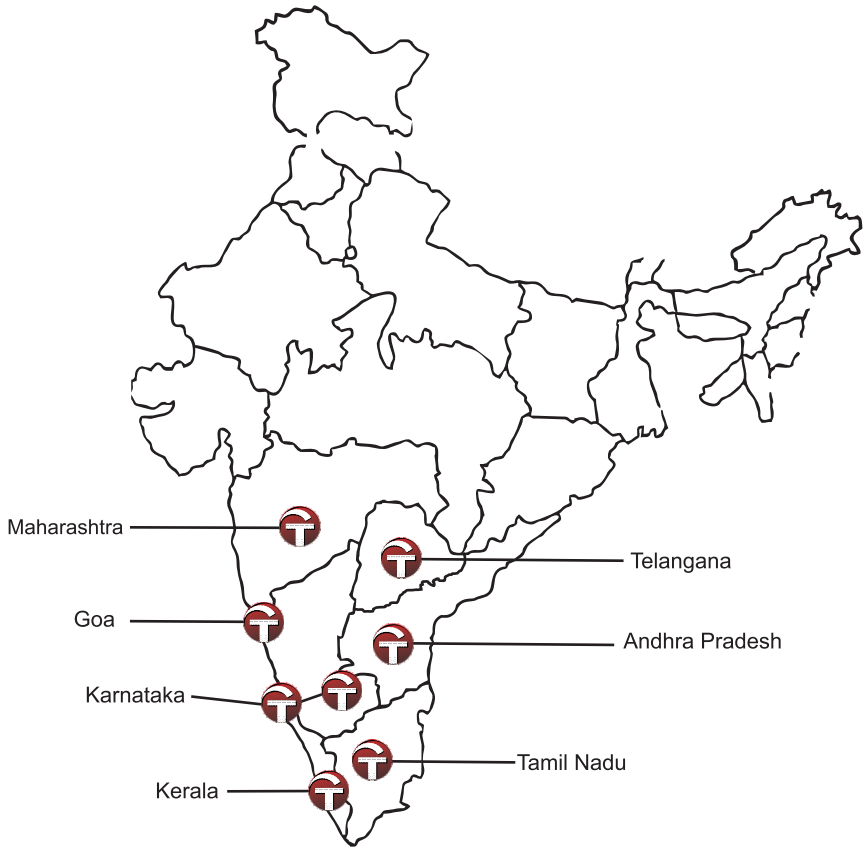 Maharashtra
Telangana
Goa
Andhra Pradesh
Karnataka
Tamil Nadu
Kerala